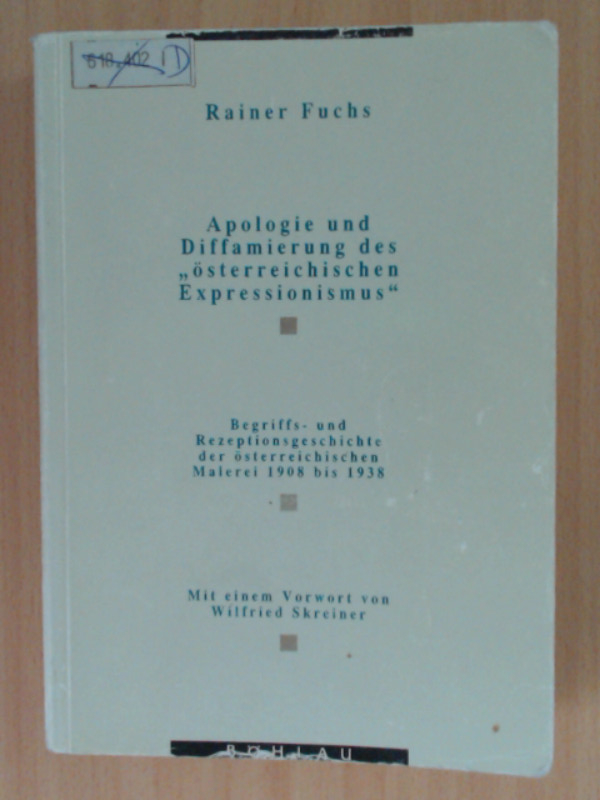 618.402 I D
Rainer Fuchs
Apologie und
Diffamierung des
„österreichischen
Expressionismus“
Begriffs- und
Rezeptionsgeschichte
der österreichischen
Malerei 1908 bis 1938
Mit einem Vorwort von
Wilfried Skreiner
BÖHLAU